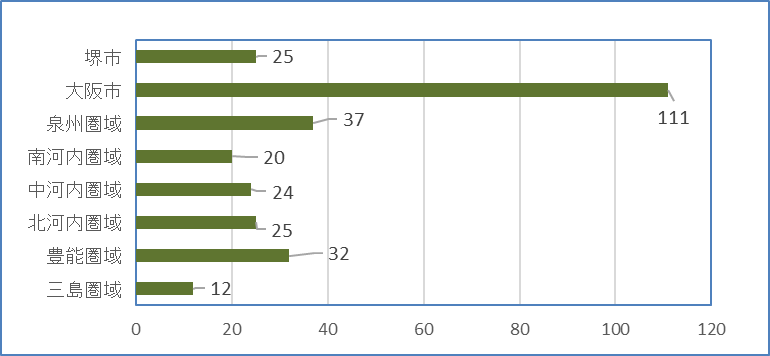 堺市 25
大阪市 111
泉州圏域 37
南河内圏域 20
中河内圏域 24
北河内圏域 25
豊能圏域 32
三島圏域 12
0 20 40 60 80 100 120